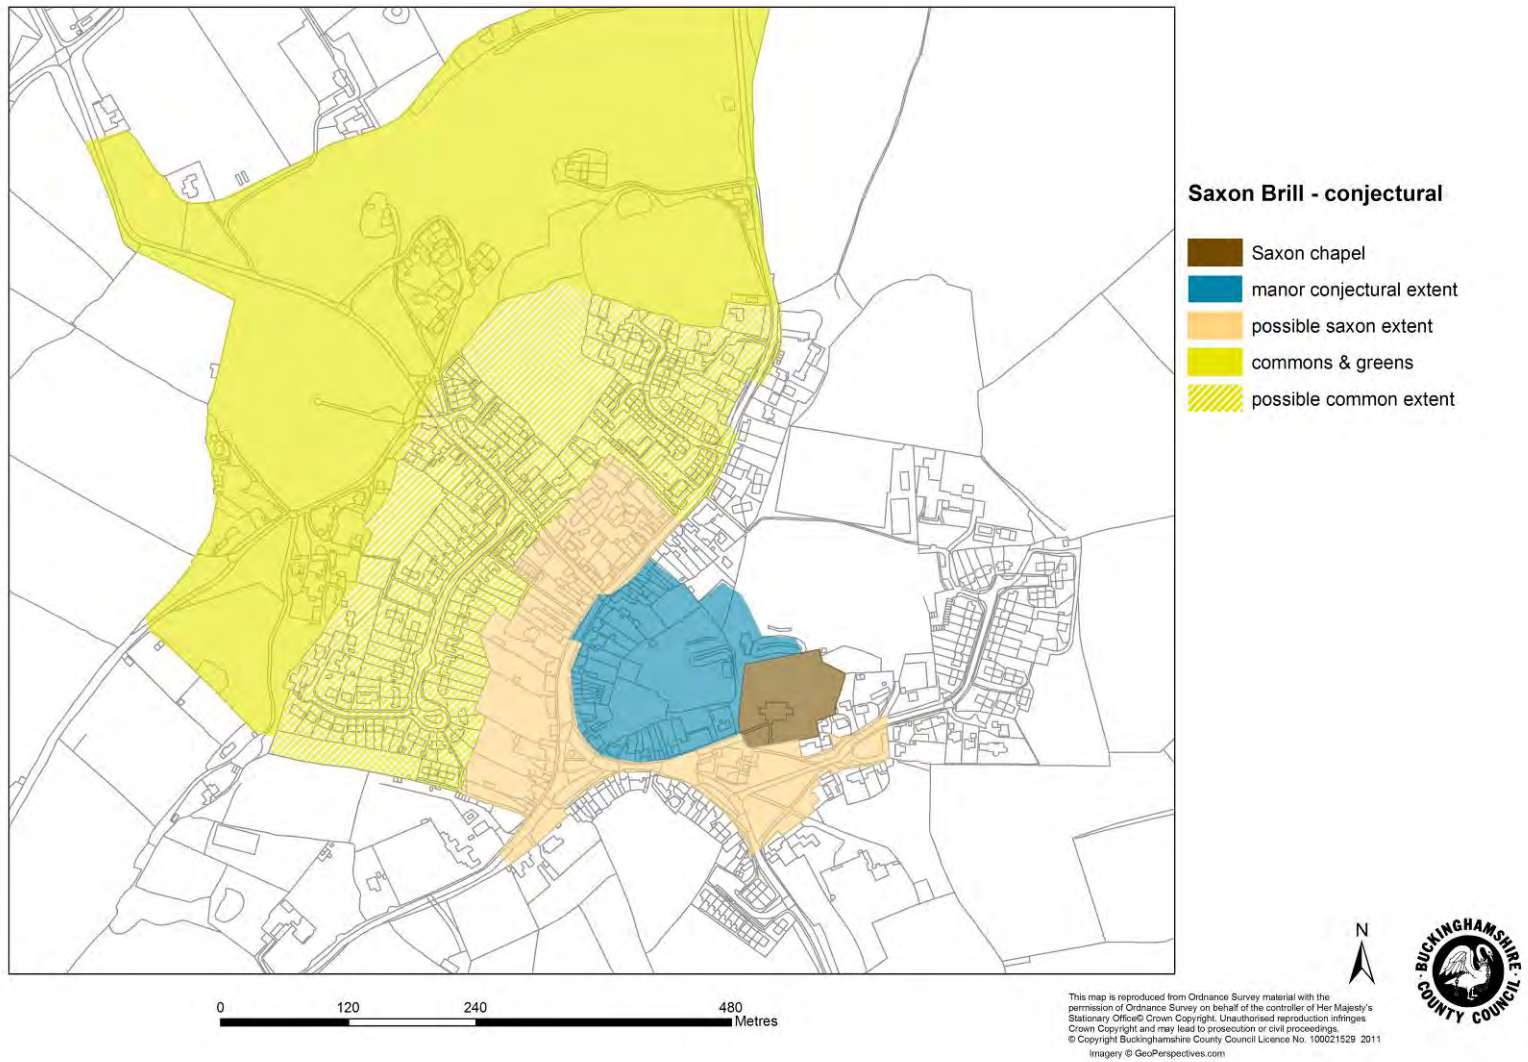 Saxon Brill - conjectural
Saxon chapel
manor conjectural extent
possible saxon extent
commons & greens
possible common extent
N
BUCKINGHAMSHIRE
COUNTY COUNCIL
0 120 240 480
Metres
This map is reproduced from Ordnance Survey material with the
permission of Ordnance Survey on behalf of the controller of Her Majesty's
Stationary Office© Crown Copyright. Unauthorised reproduction infringes
Crown Copyright and may lead to prosecution or civil proceedings.
© Copyright Buckinghamshire County Council Licence No. 100021529 2011
Imagery © GeoPerspectives.com